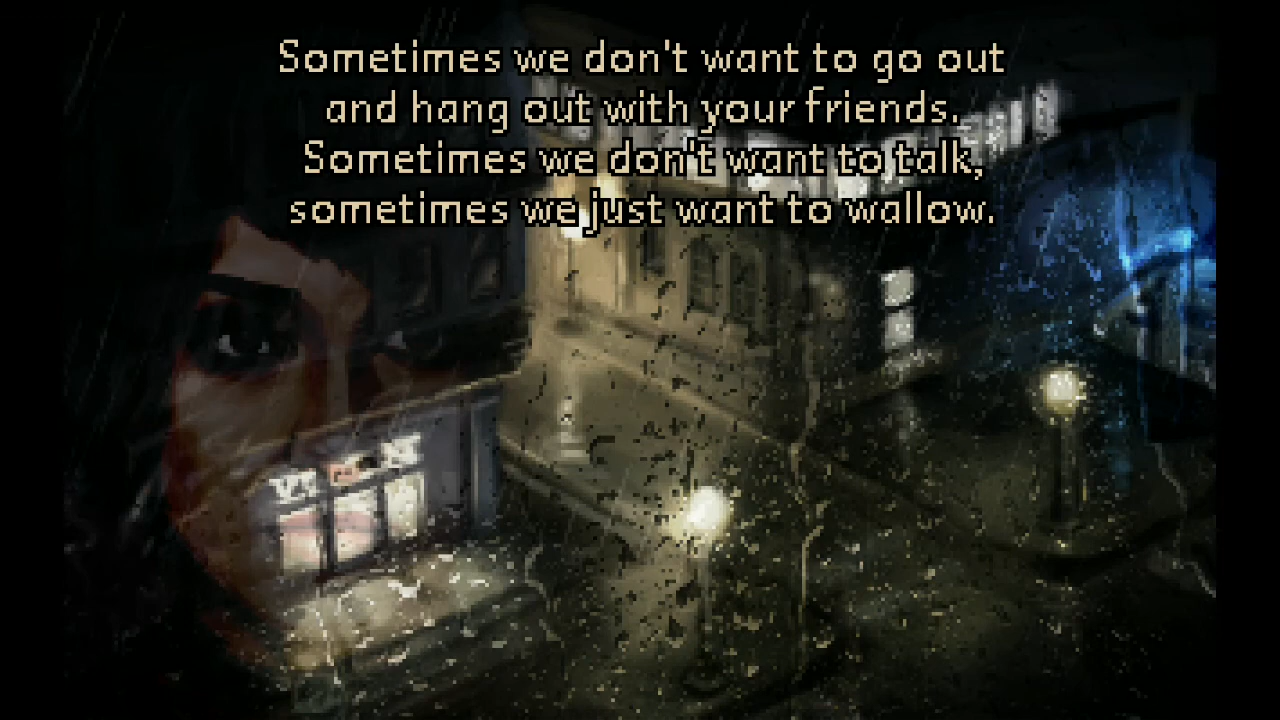 Sometimes we don't want to go out
and hang out with your friends.
Sometimes we don't want to talk,
sometimes we just want to wallow.